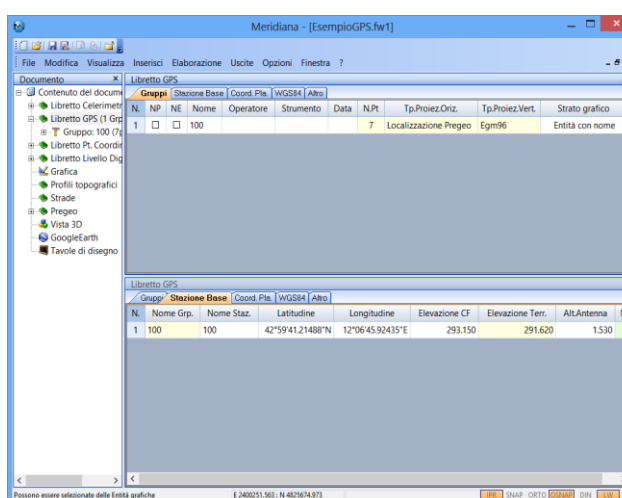 Meridiana - [EsempioGPS.fw1]
File Modifica Visualizza Inserisci Elaborazione Uscite Opzioni Finestra ?
Documento
Contenuto del docume
Libretto Celerimetr
Libretto GPS (1 Grp
Gruppo: 100 (7p
Libretto Pt. Coordin
Libretto Livello Dig
Grafica
Profili topografici
Strade
Pregeo
Vista 3D
GoogleEarth
Tavole di disegno
Libretto GPS
Gruppi Stazione Base Coord. Pla. WGS84 Altro
N. NP NE Nome Operatore Strumento Data N.Pt Tp.Proiez.Oriz. Tp.Proiez.Vert. Strato grafico
1 100 7 Localizzazione Pregeo Egm96 Entità con nome
Libretto GPS
Gruppi Stazione Base Coord. Pla. WGS84 Altro
N. Nome Grp. Nome Staz. Latitudine Longitudine Elevazione CF Elevazione Terr. Alt.Antenna
1 100 100 42°59'41.21488"N 12°06'45.92435"E 293.150 291.620 1.530
Possono essere selezionate delle Entità grafiche E 2400251.563 : N 4825674.973 IPR SNAP ORTO OSNAP DIN LW